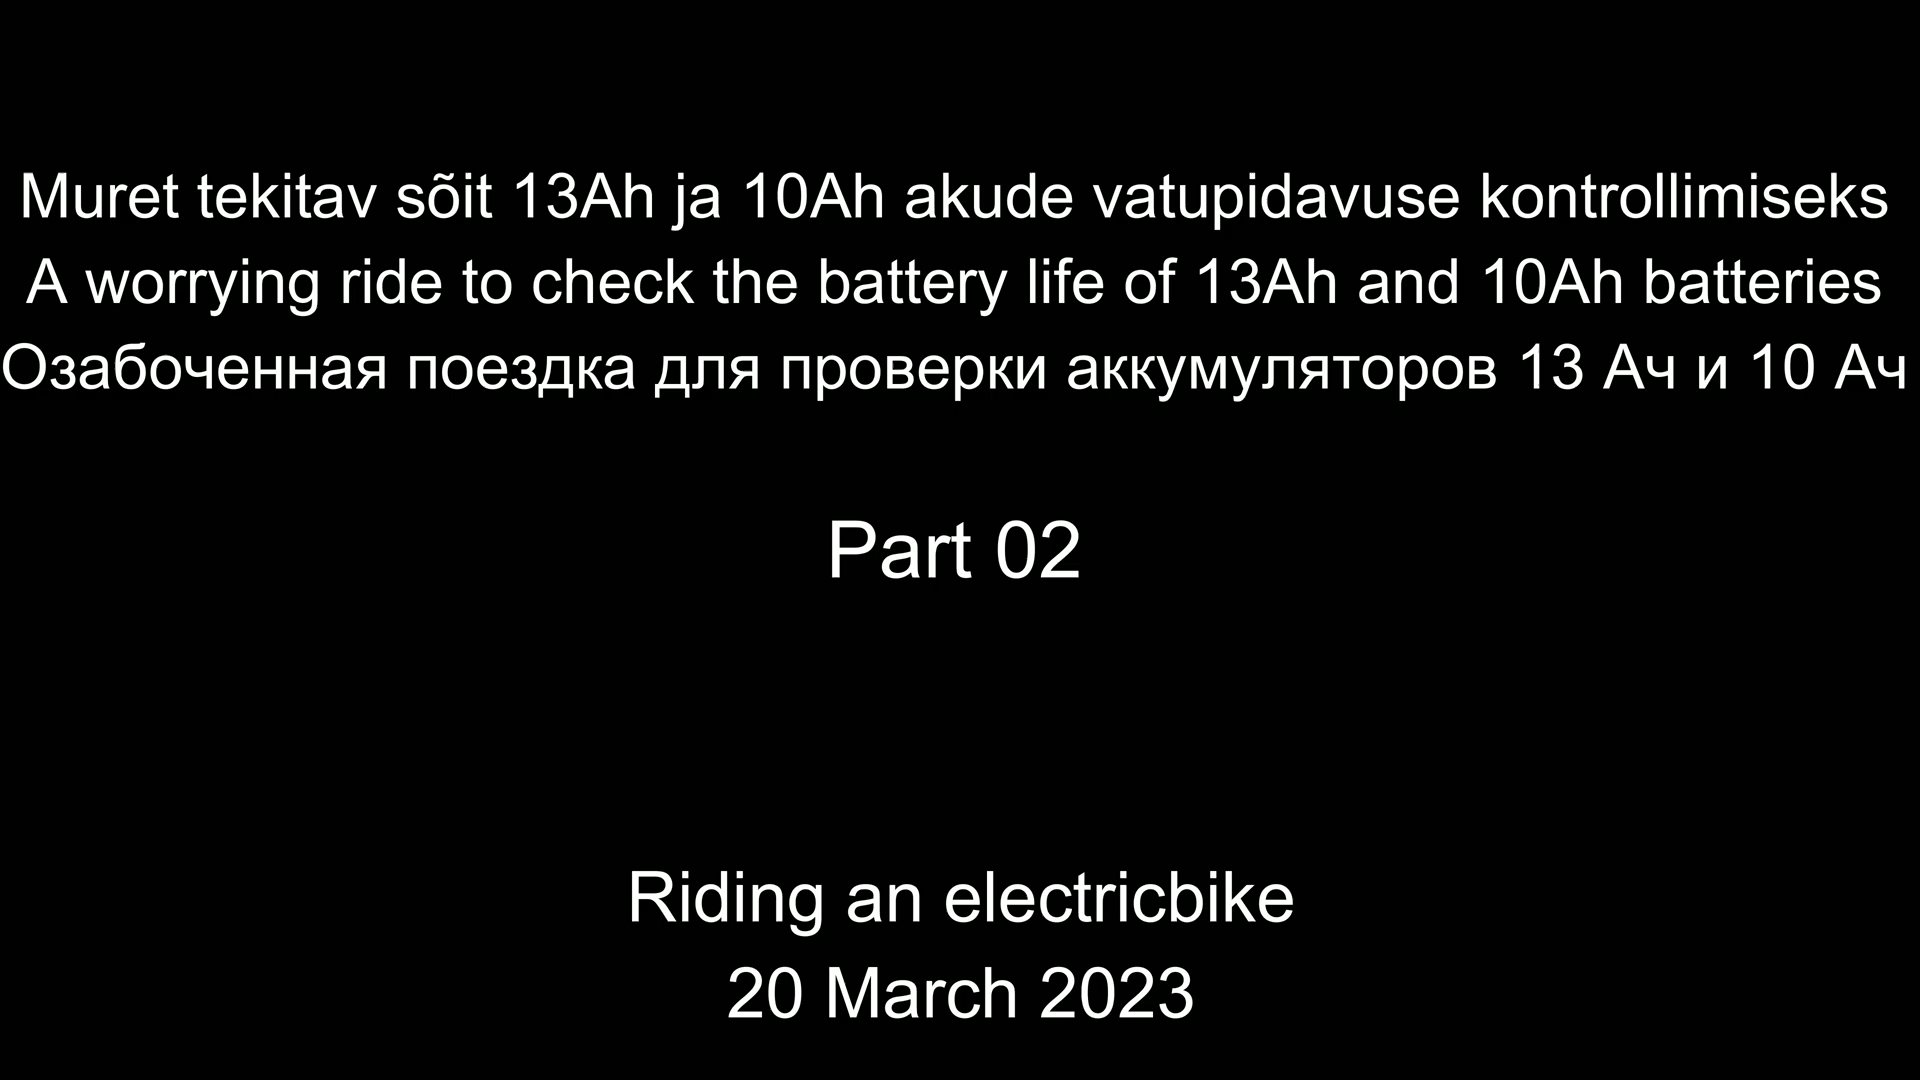 Muret tekitav sõit 13Ah ja 10Ah akude vatupidavuse kontrollimiseks
A worrying ride to check the battery life of 13Ah and 10Ah batteries
Озабоченная поездка для проверки аккумуляторов 13 Ач и 10 Ач
Part 02
Riding an electricbike
20 March 2023